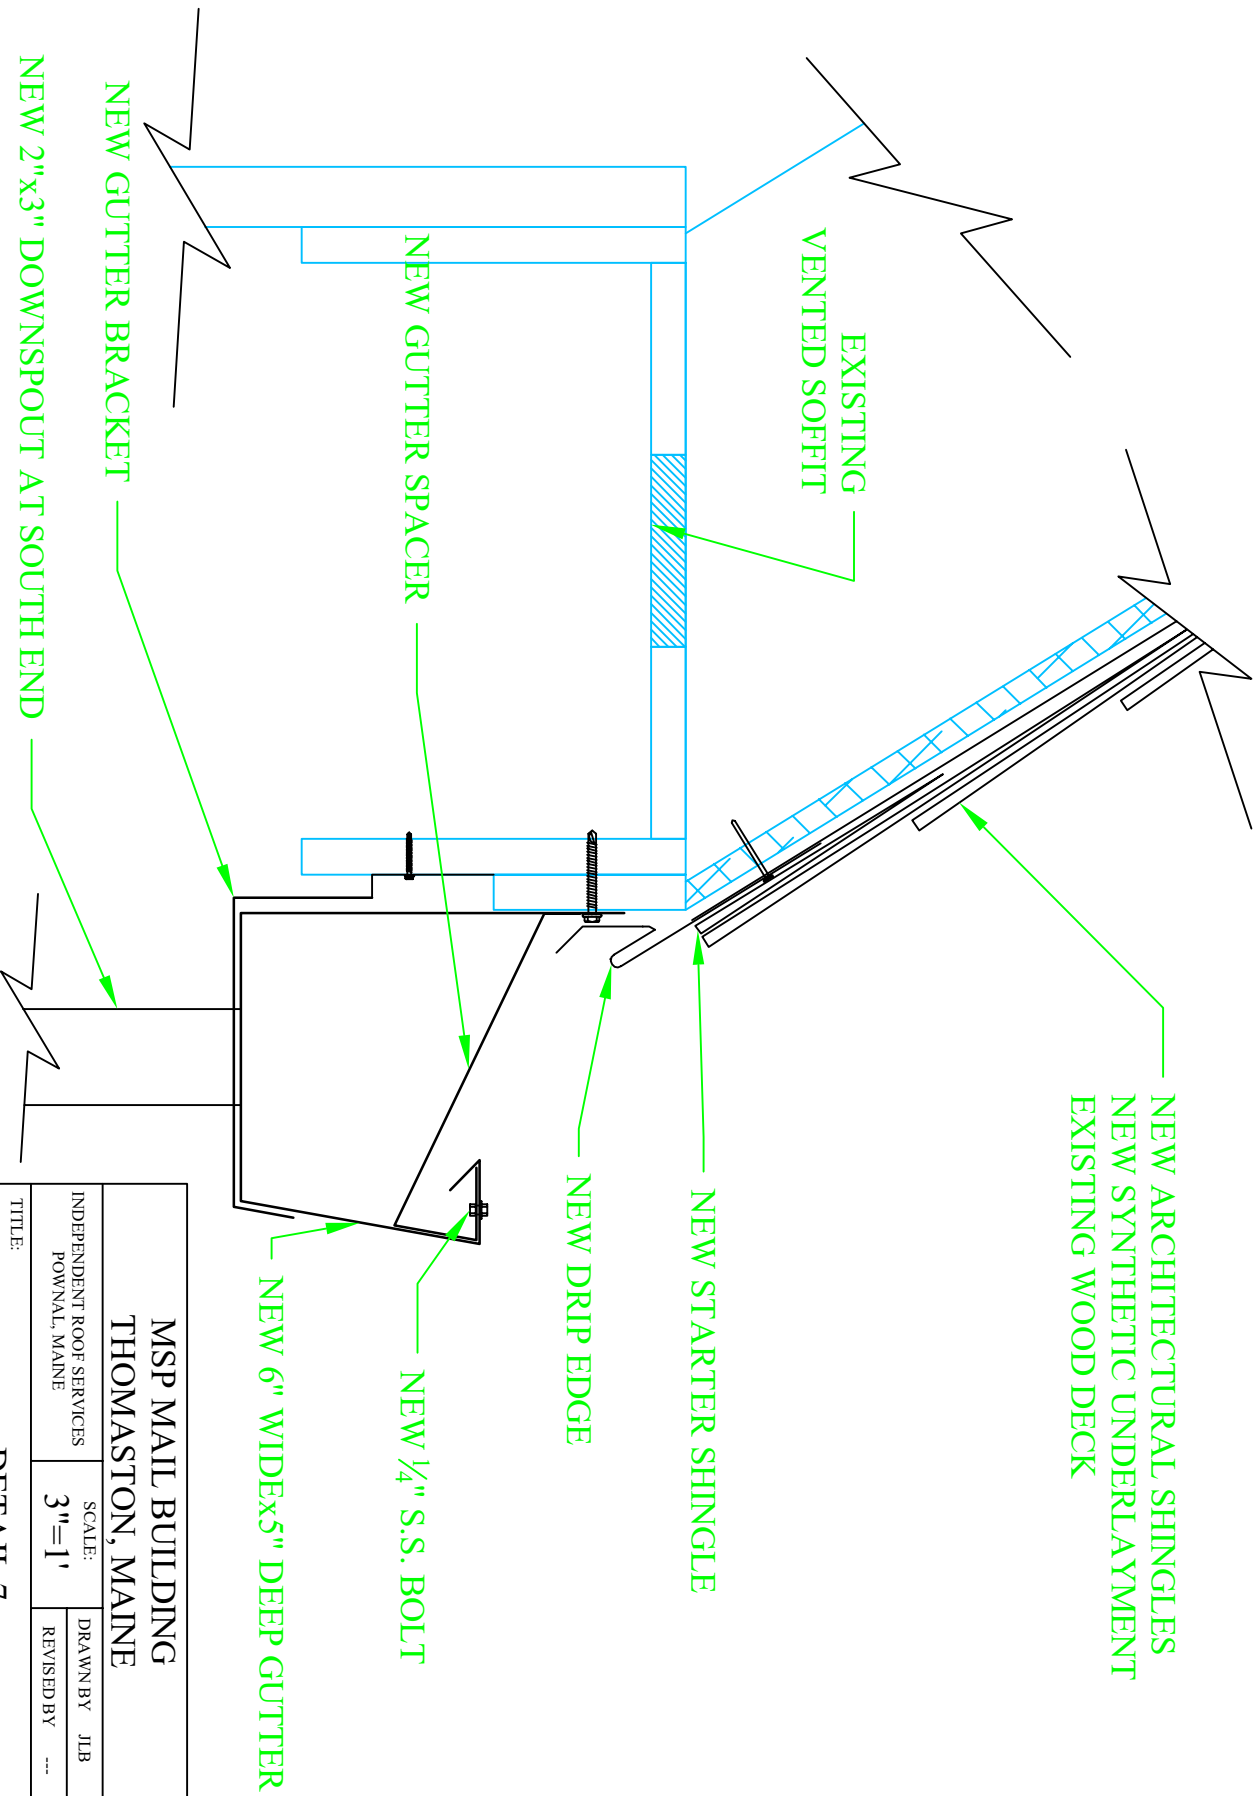 NEW ARCHITECTURAL SHINGLES
NEW SYNTHETIC UNDERLAYMENT
EXISTING WOOD DECK
EXISTING
VENTED SOFFIT
NEW STARTER SHINGLE
NEW DRIP EDGE
NEW GUTTER SPACER
NEW ¼" S.S. BOLT
NEW 6" WIDEx5" DEEP GUTTER
NEW GUTTER BRACKET
NEW 2"x3" DOWNSPOUT AT SOUTH END
MSP MAIL BUILDING
THOMASTON, MAINE
INDEPENDENT ROOF SERVICES
POWNAL, MAINE
SCALE:
3"=1'
DRAWN BY JLB
REVISED BY ---
TITLE:
DETAIL 7